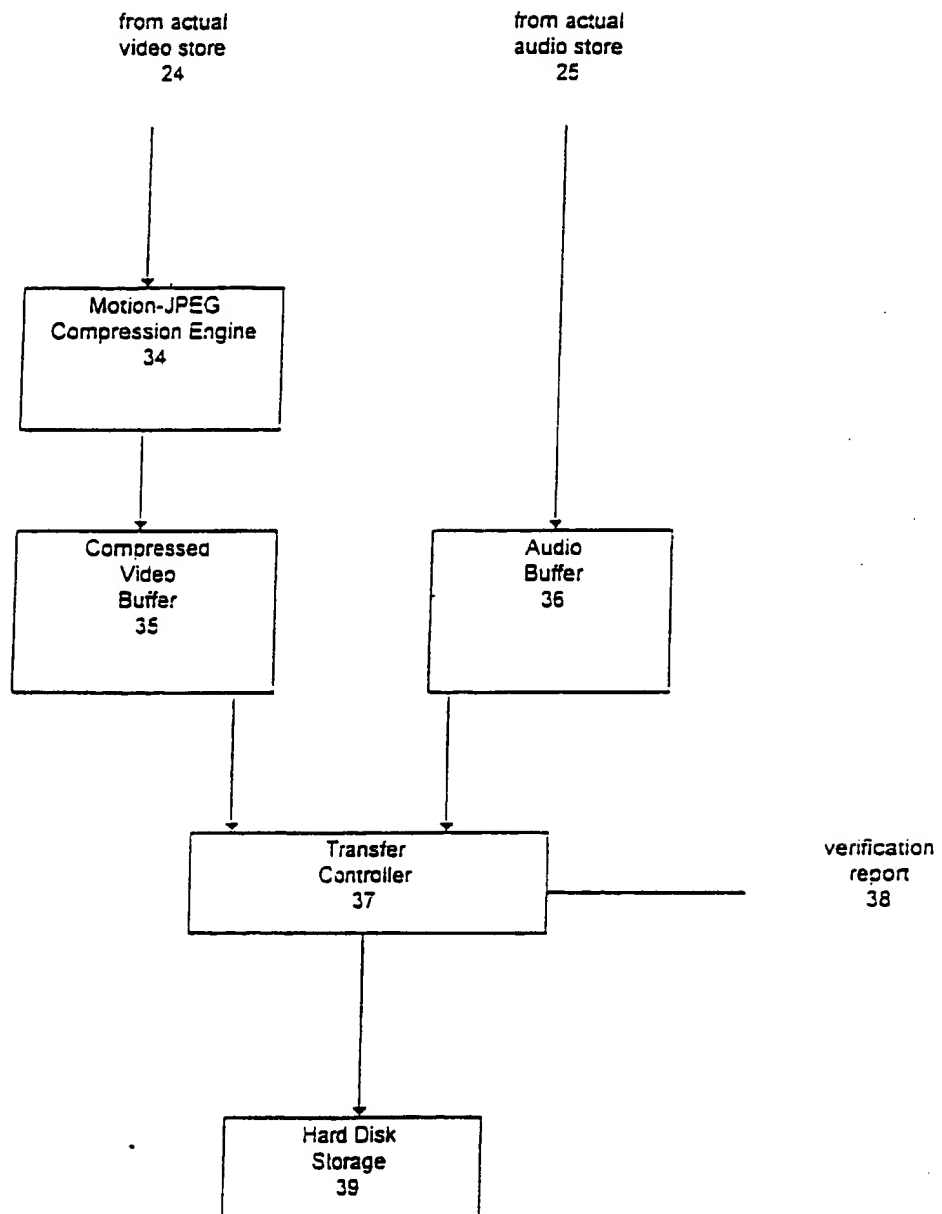 from actual
video store
24
from actual
audio store
25
Motion-JPEG
Compression Engine
34
Compressed
Video
Buffer
35
Audio
Buffer
36
Transfer
Controller
37
verification
report
38
Hard Disk
Storage
39